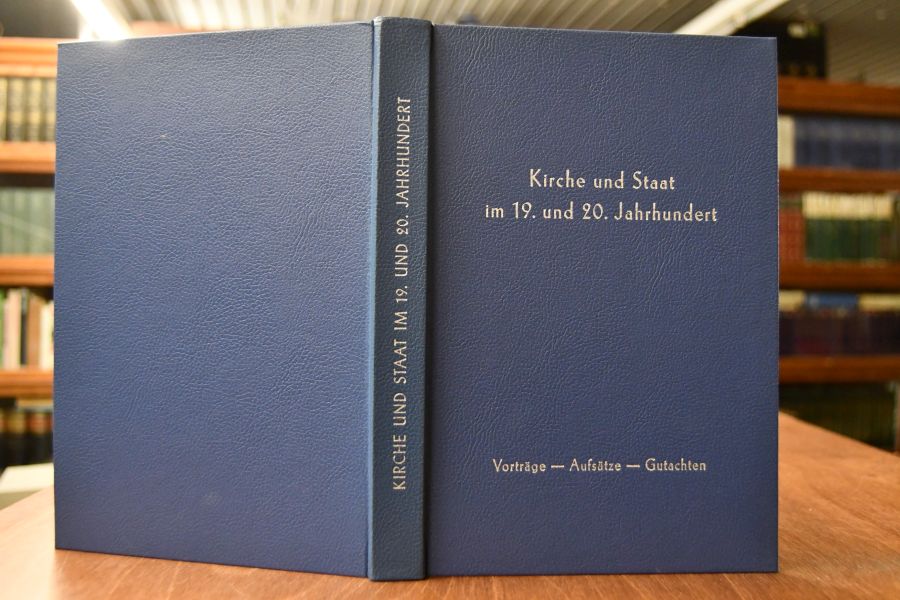 KIRCHE UND STAAT IM 19. UND 20. JAHRHUNDERT
Kirche und Staat
im 19. und 20. Jahrhundert
Vorträge — Aufsätze — Gutachten